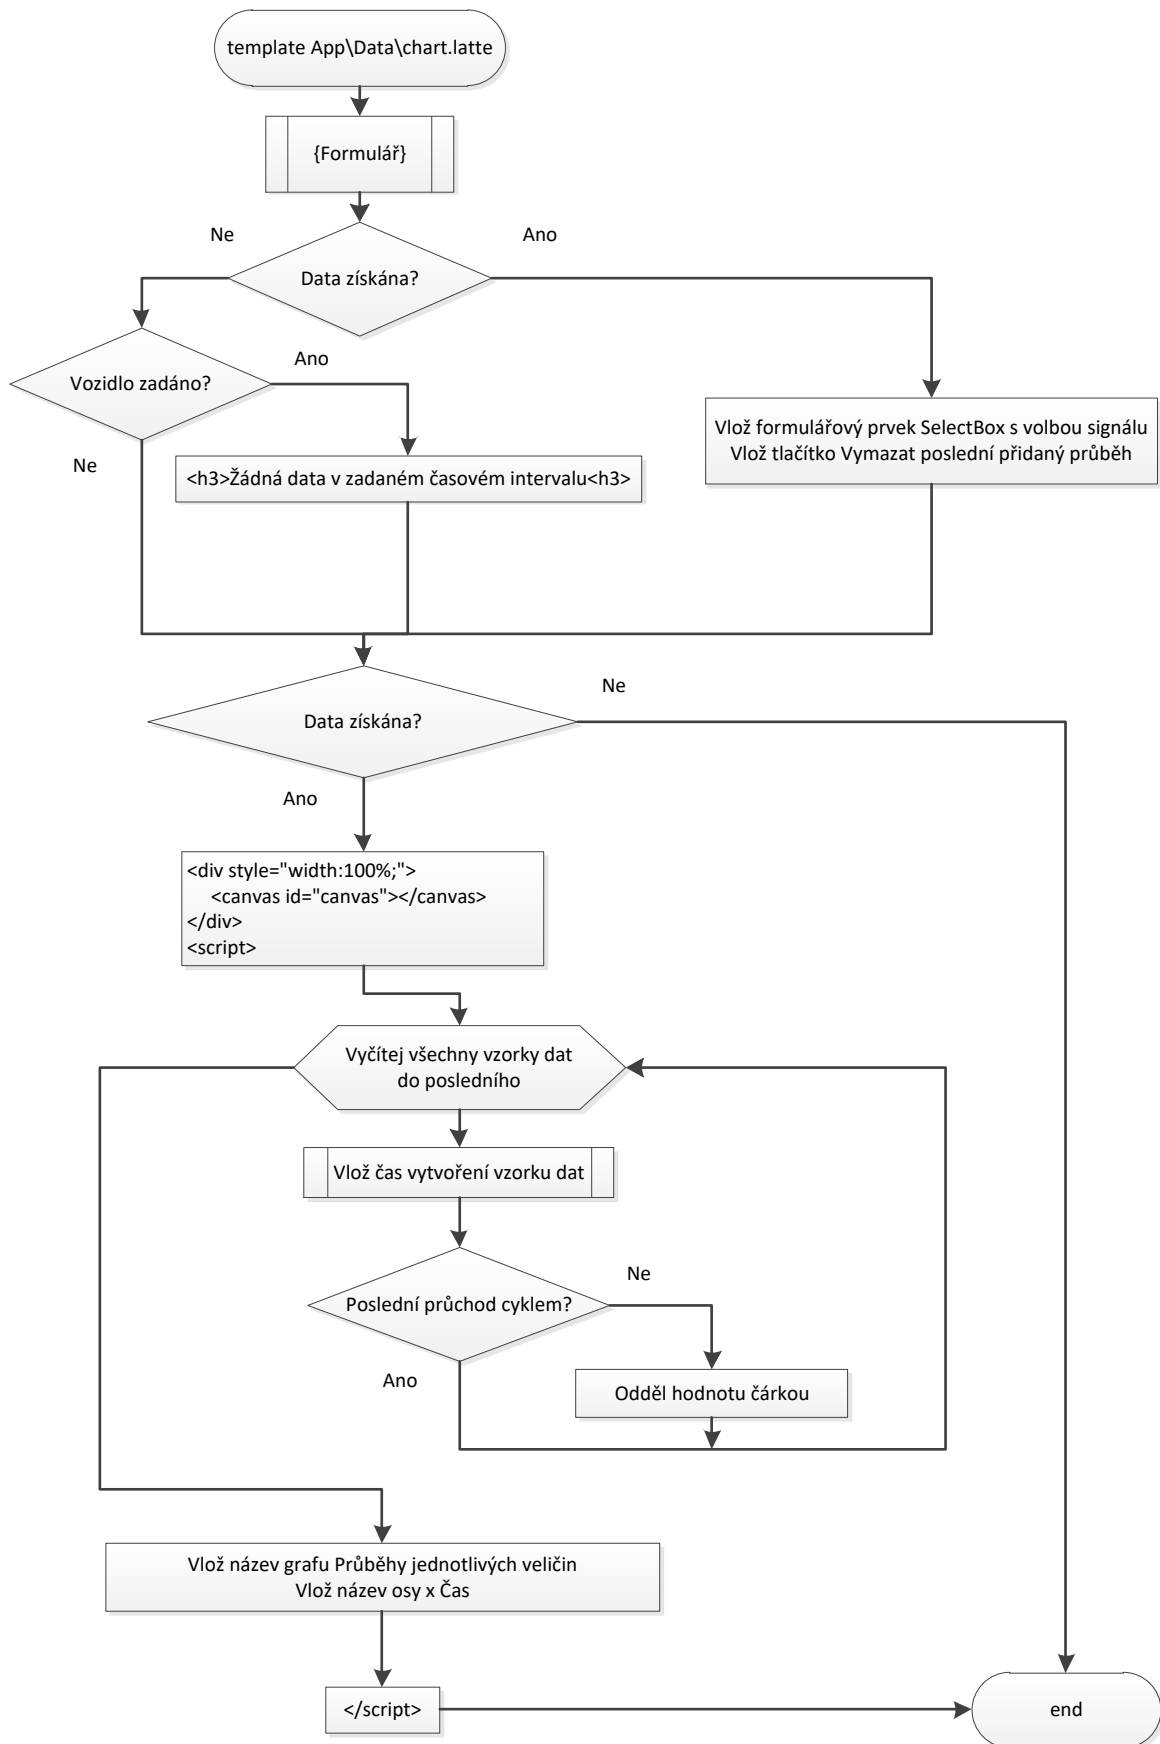 template App\Data\chart.latte
{Formulář}
Ne
Ano
Data získána?
Ano
Vozidlo zadáno?
Ne
Vlož formulářový prvek SelectBox s volbou signálu
Vlož tlačítko Vymazat poslední přidaný průběh
<h3>Žádná data v zadaném časovém intervalu<h3>
Ne
Data získána?
Ano
<div style="width:100%;">
<canvas id="canvas"></canvas>
</div>
<script>
Vyčítej všechny vzorky dat
do posledního
Vlož čas vytvoření vzorku dat
Ne
Poslední průchod cyklem?
Ano
Odděl hodnotu čárkou
Vlož název grafu Průběhy jednotlivých veličin
Vlož název osy x Čas
</script>
end